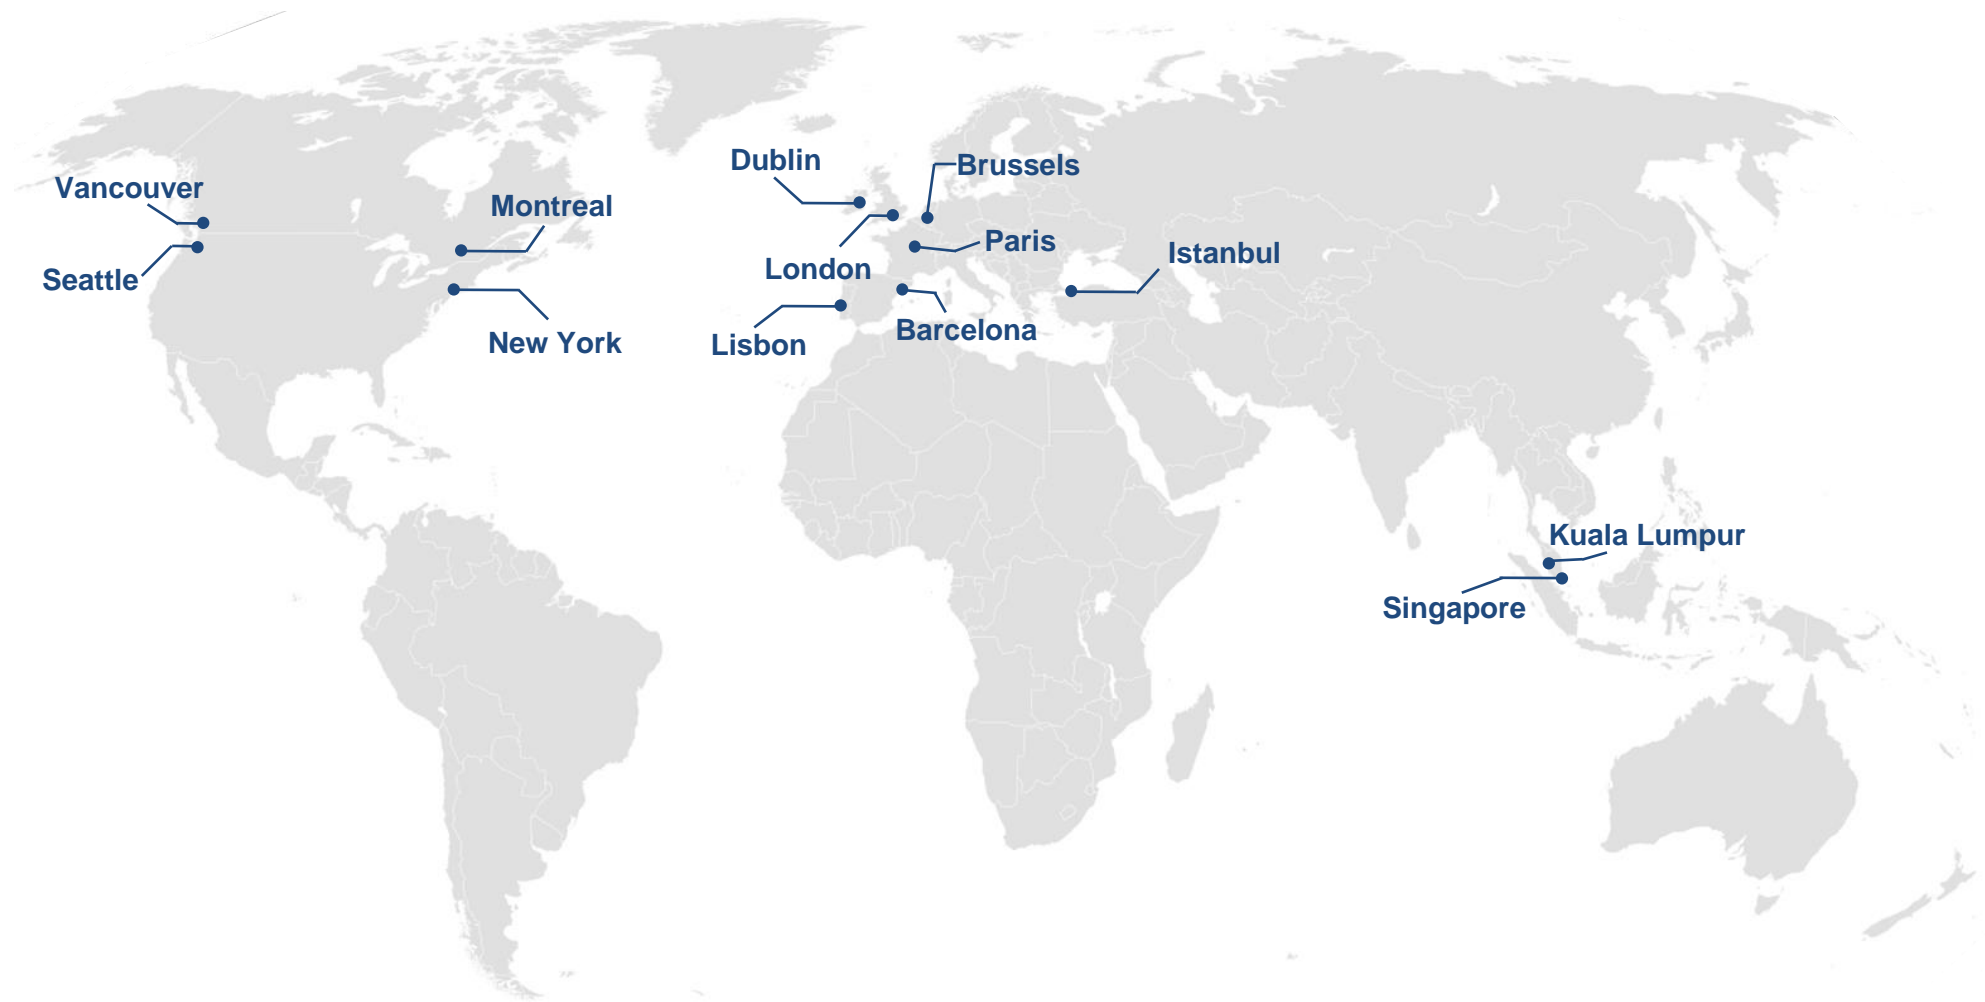 Dublin
Brussels
Vancouver
Montreal
Paris
Istanbul
London
Seattle
Barcelona
New York
Lisbon
Kuala Lumpur
Singapore